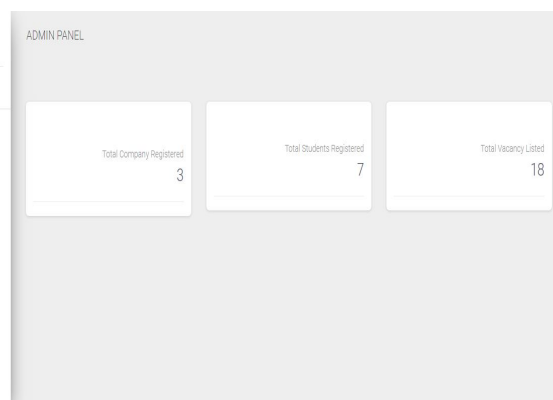 ADMIN PANEL
Total Company Registered
3
Total Students Registered
7
Total Vacancy Listed
18